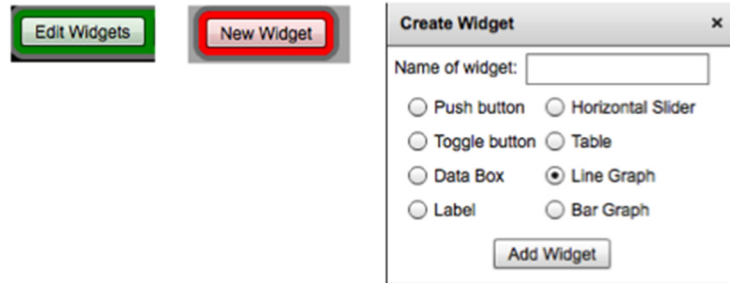 Edit Widgets
New Widget
Create Widget ×
Name of widget:
Push button Horizontal Slider
Toggle button Table
Data Box Line Graph
Label Bar Graph
Add Widget